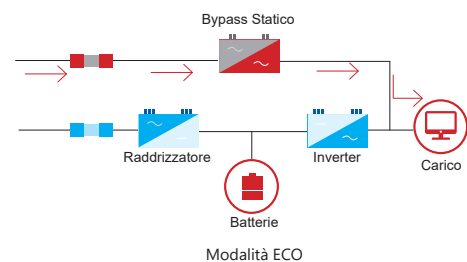 Bypass Statico
Raddrizzatore
Inverter
Carico
Batterie
Modalità ECO